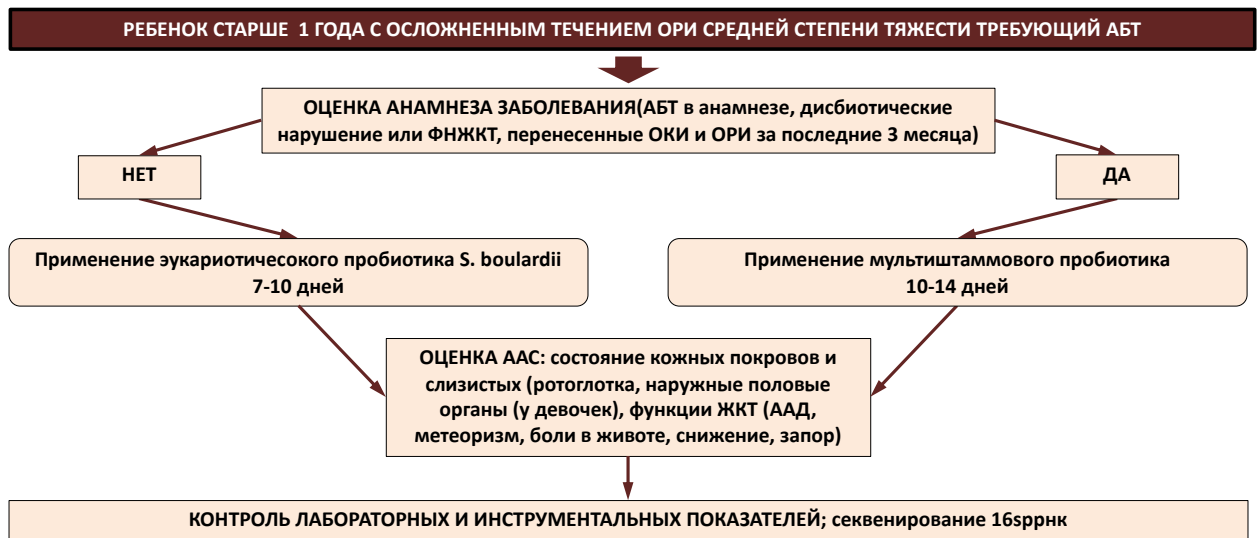 РЕБЕНОК СТАРШЕ 1 ГОДА С ОСЛОЖНЕННЫМ ТЕЧЕНИЕМ ОРИ СРЕДНЕЙ СТЕПЕНИ ТЯЖЕСТИ ТРЕБУЮЩИЙ АБТ
ОЦЕНКА АНАМНЕЗА ЗАБОЛЕВАНИЯ(АБТ в анамнезе, дисбиотические
нарушение или ФНЖКТ, перенесенные ОКИ и ОРИ за последние 3 месяца)
НЕТ
ДА
Применение эукариотичесокого пробиотика S. boulardii
7-10 дней
Применение мультиштаммового пробиотика
10-14 дней
ОЦЕНКА ААС: состояние кожных покровов и
слизистых (ротоглотка, наружные половые
органы (у девочек), функции ЖКТ (ААД,
метеоризм, боли в животе, снижение, запор)
КОНТРОЛЬ ЛАБОРАТОРНЫХ И ИНСТРУМЕНТАЛЬНЫХ ПОКАЗАТЕЛЕЙ; секвенирование 16sррнк